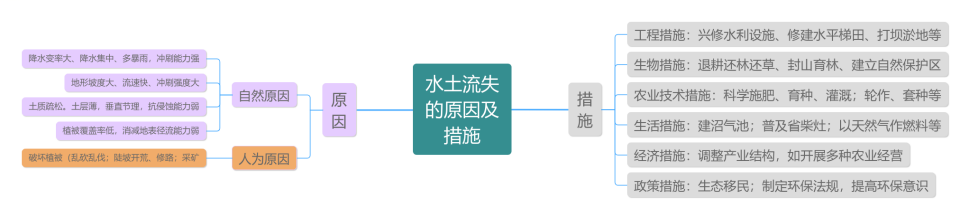 水土流失
的原因及
措施
原
因
自然原因
降水变率大，降水集中、多暴雨，冲刷能力强
地形坡度大、流速快、冲刷强度大
土质疏松。土层薄，垂直节理，抗侵蚀能力弱
植被覆盖率低，消减地表径流能力弱
人为原因
破坏植被（乱砍乱伐；陡坡开荒、修路；采矿
措
施
工程措施：兴修水利设施、修建水平梯田、打坝淤地等
生物措施：退耕还林还草、封山育林、建立自然保护区
农业技术措施：科学施肥、育种、灌溉；轮作、套种等
生活措施：建沼气池；普及省柴灶；以天然气作燃料等
经济措施：调整产业结构，如开展多种农业经营
政策措施：生态移民；制定环保法规，提高环保意识